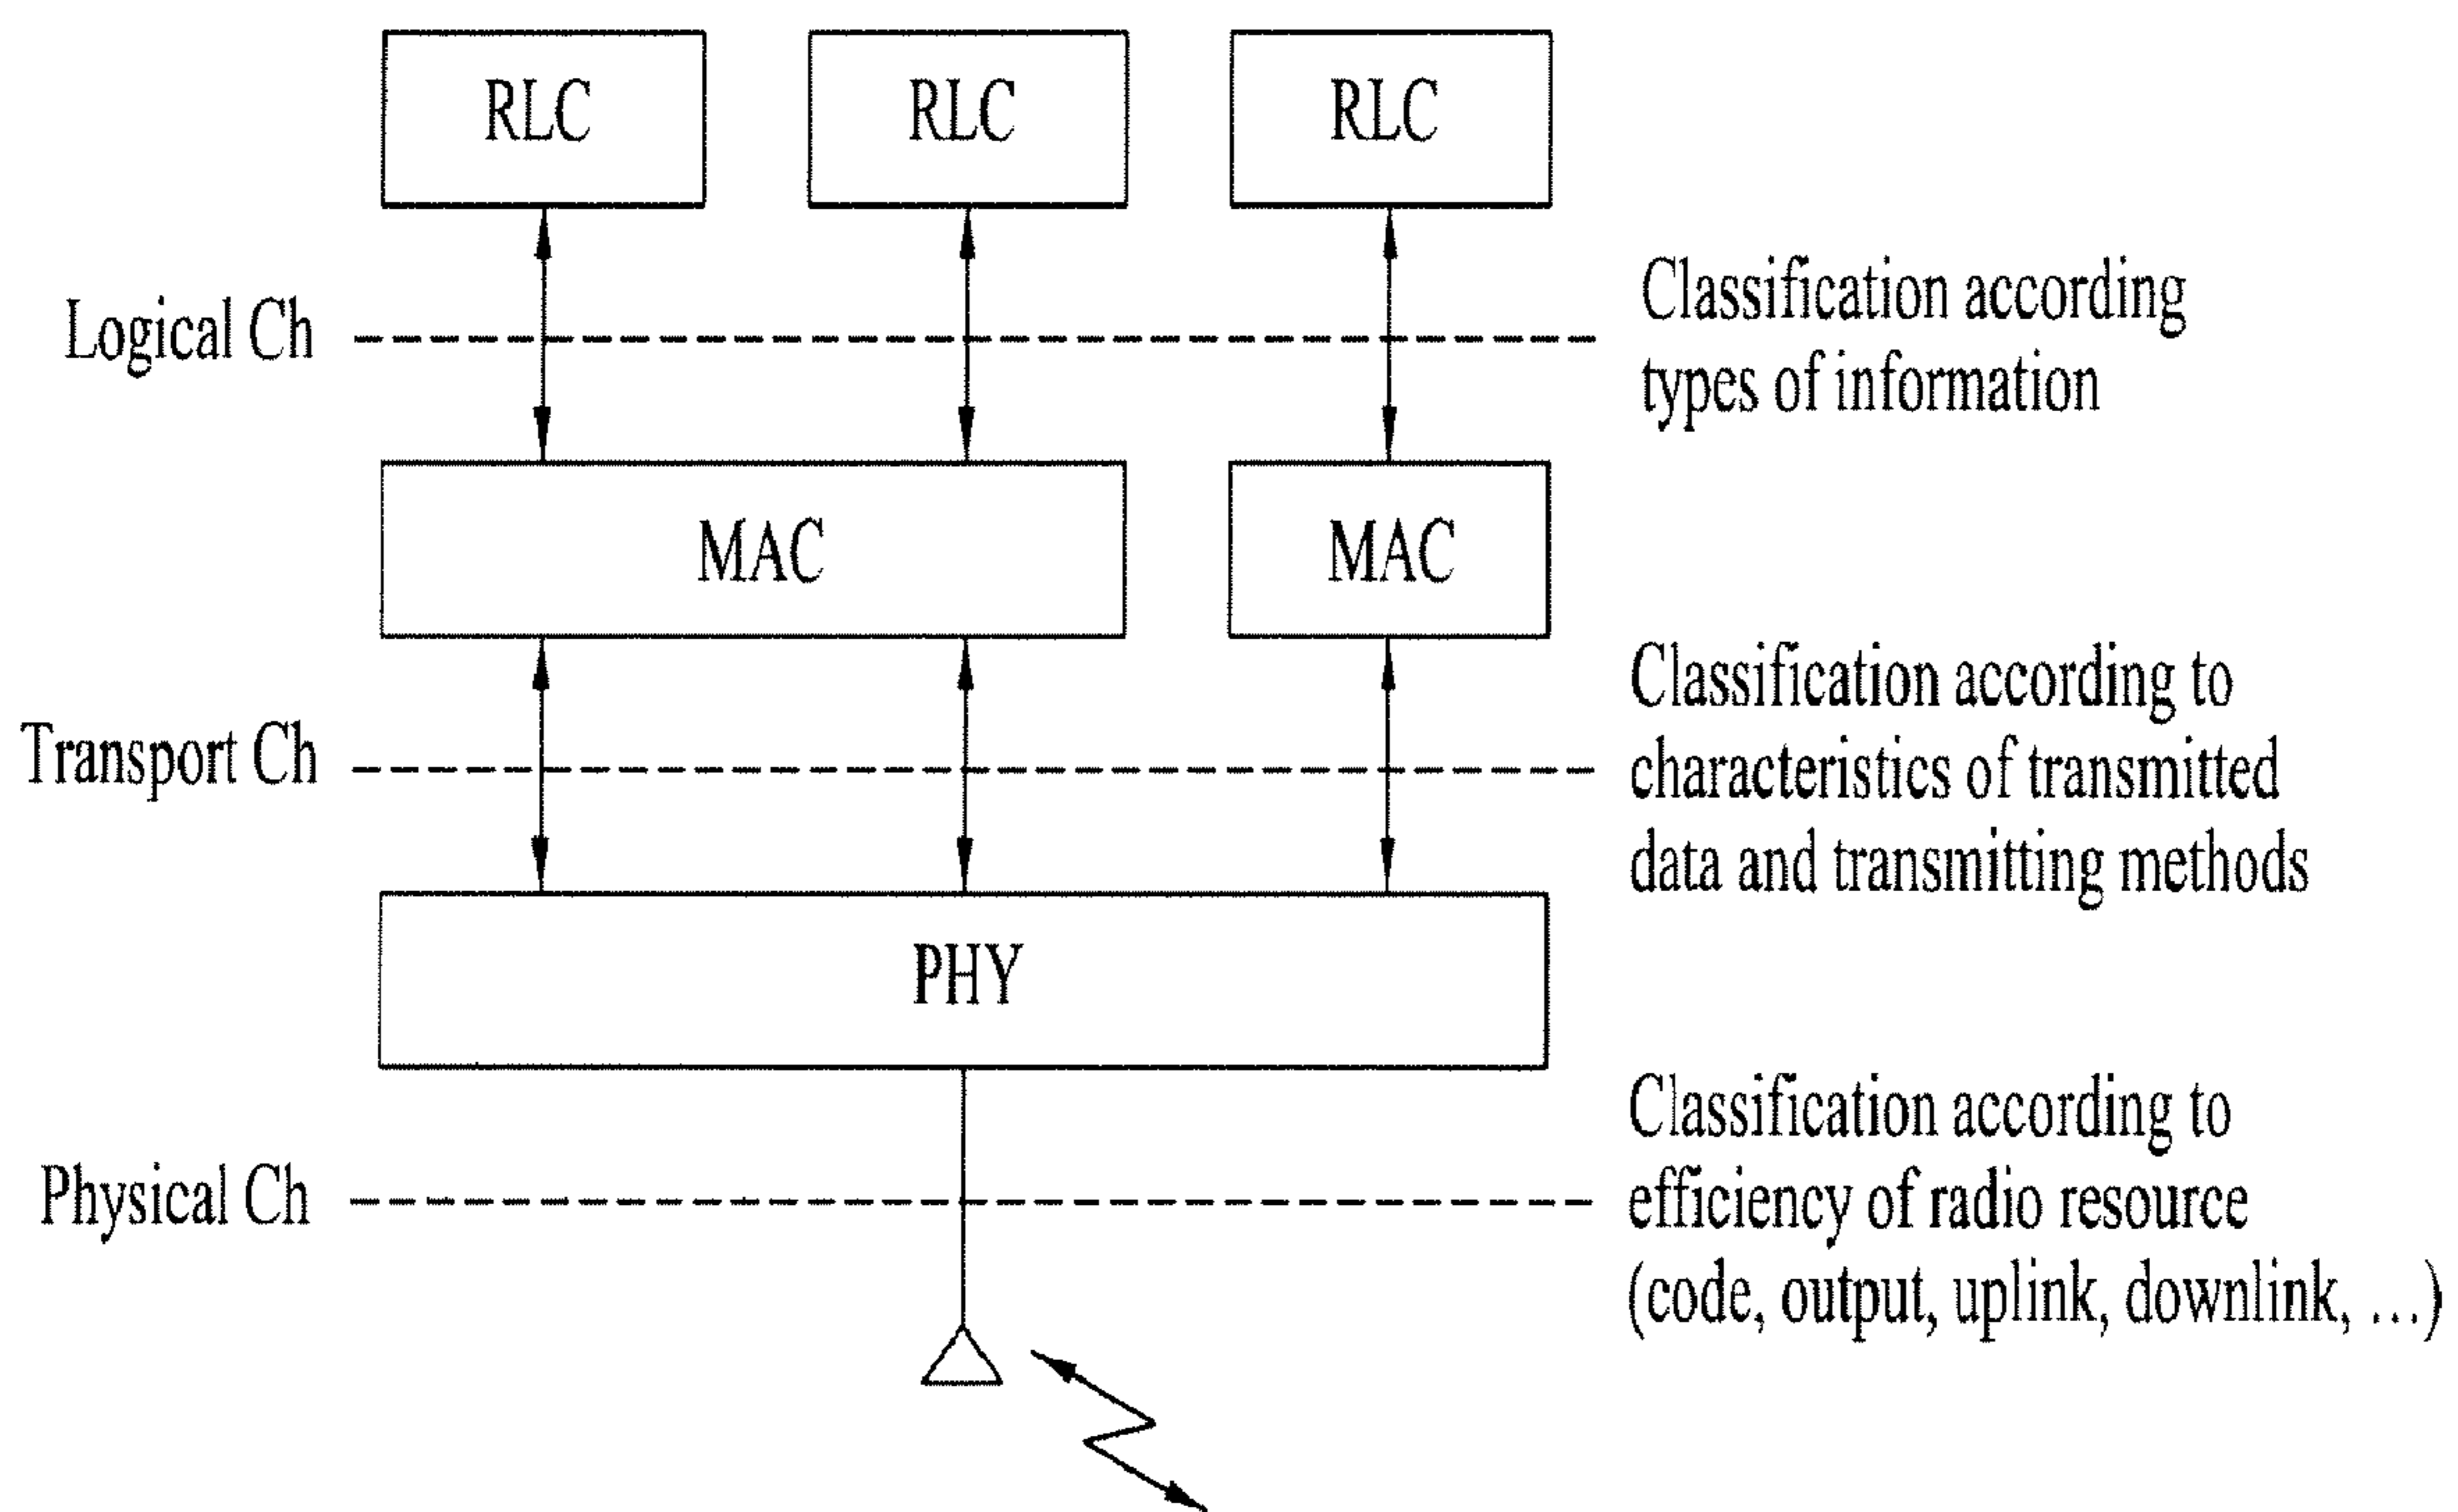 RLC RLC RLC
Logical Ch
Classification according
types of information
MAC MAC
Transport Ch
Classification according to
characteristics of transmitted
data and transmitting methods
PHY
Physical Ch
Classification according to
efficiency of radio resource
(code, output, uplink, downlink, ...)